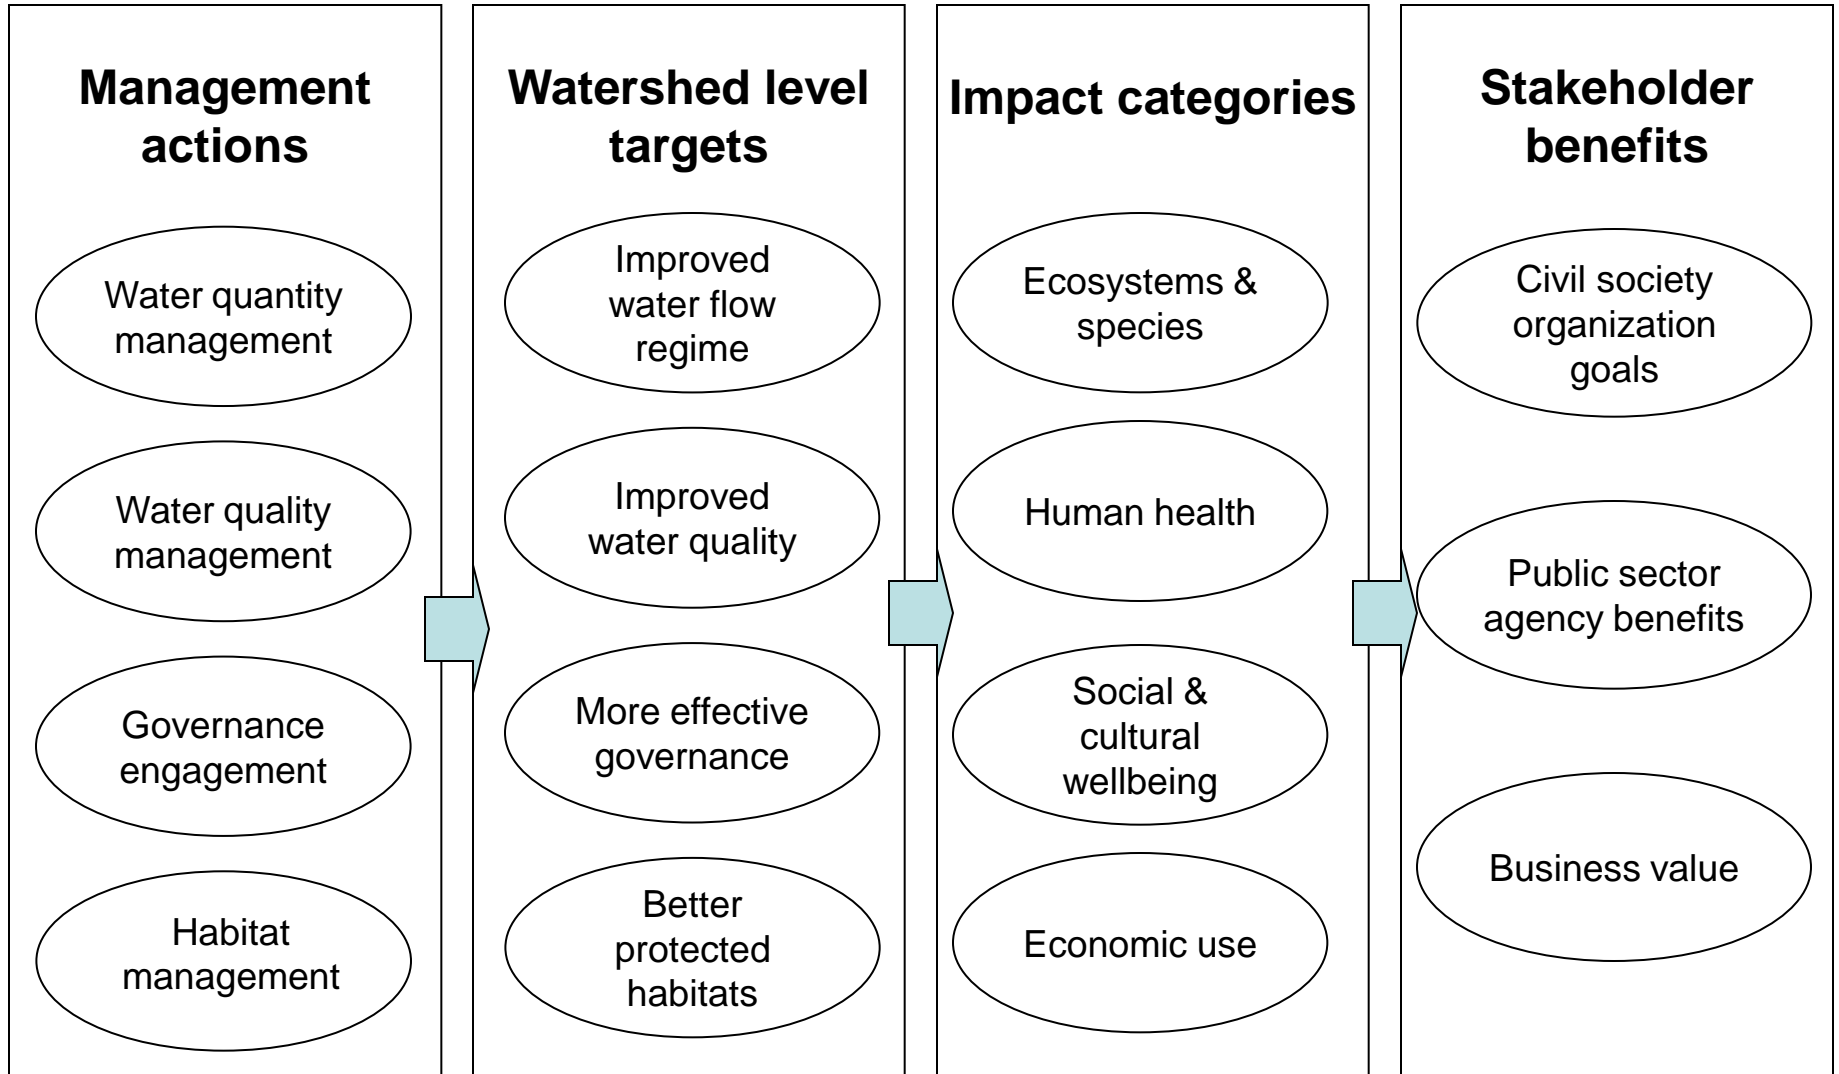 Management
actions
Water quantity
management
Water quality
management
Governance
engagement
Habitat
management
Watershed level
targets
Improved
water flow
regime
Improved
water quality
More effective
governance
Better
protected
habitats
Impact categories
Ecosystems &
species
Human health
Social &
cultural
wellbeing
Economic use
Stakeholder
benefits
Civil society
organization
goals
Public sector
agency benefits
Business value